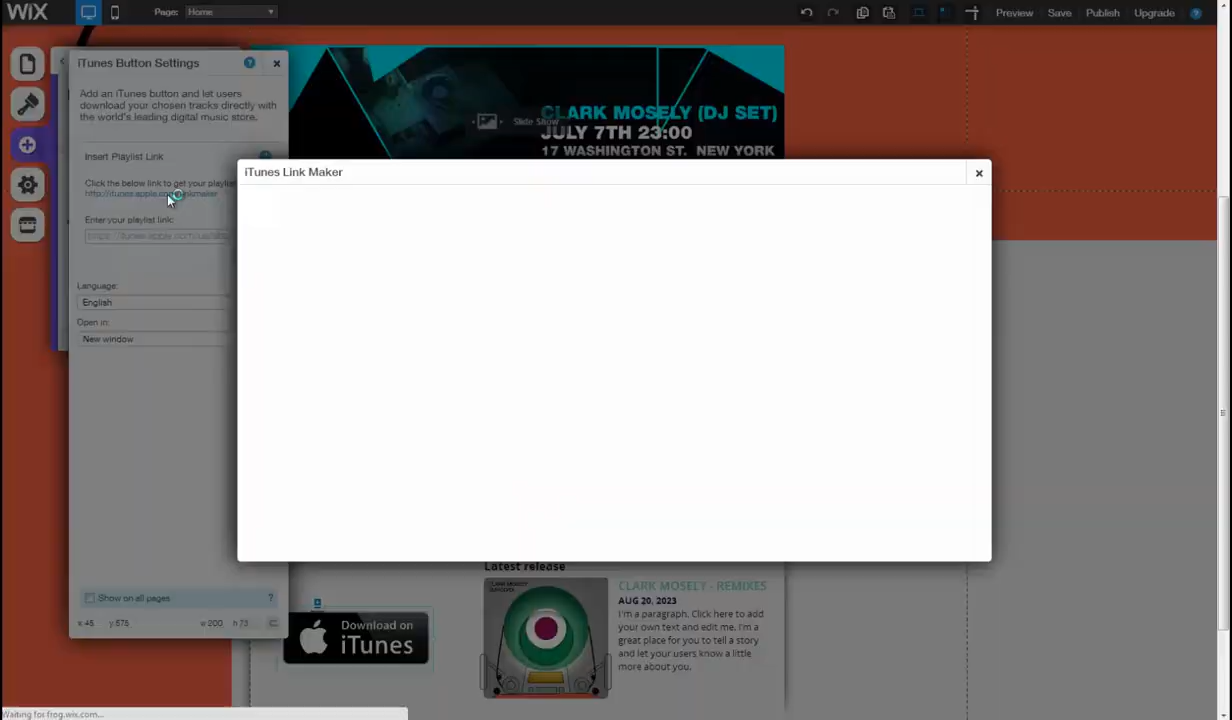 WiX
Page:
Home
Preview
Save
Publish
Upgrade
?
iTunes Button Settings
?
Add an iTunes button and let users
download your chosen tracks directly with
the world's leading digital music store.
Insert Playlist Link
Click the below link to get your playlist
Enter your playlist link:
Language:
English
Open in:
New window
Show on all pages
?
x:45
y:575
w:200
h:73
Slide Show
CLARK MOSELY (DJ SET)
JULY 7TH 23:00
17 WASHINGTON ST. NEW YORK
iTunes Link Maker
Download on
iTunes
Latest release
CLARK MOSELY
CLARK MOSELY - REMIXES
AUG 20, 2023
I'm a paragraph. Click here to add
your own text and edit me. I'm a
great place for you to tell a story
and let your users know a little
more about you.
Waiting for frog.wix.com...